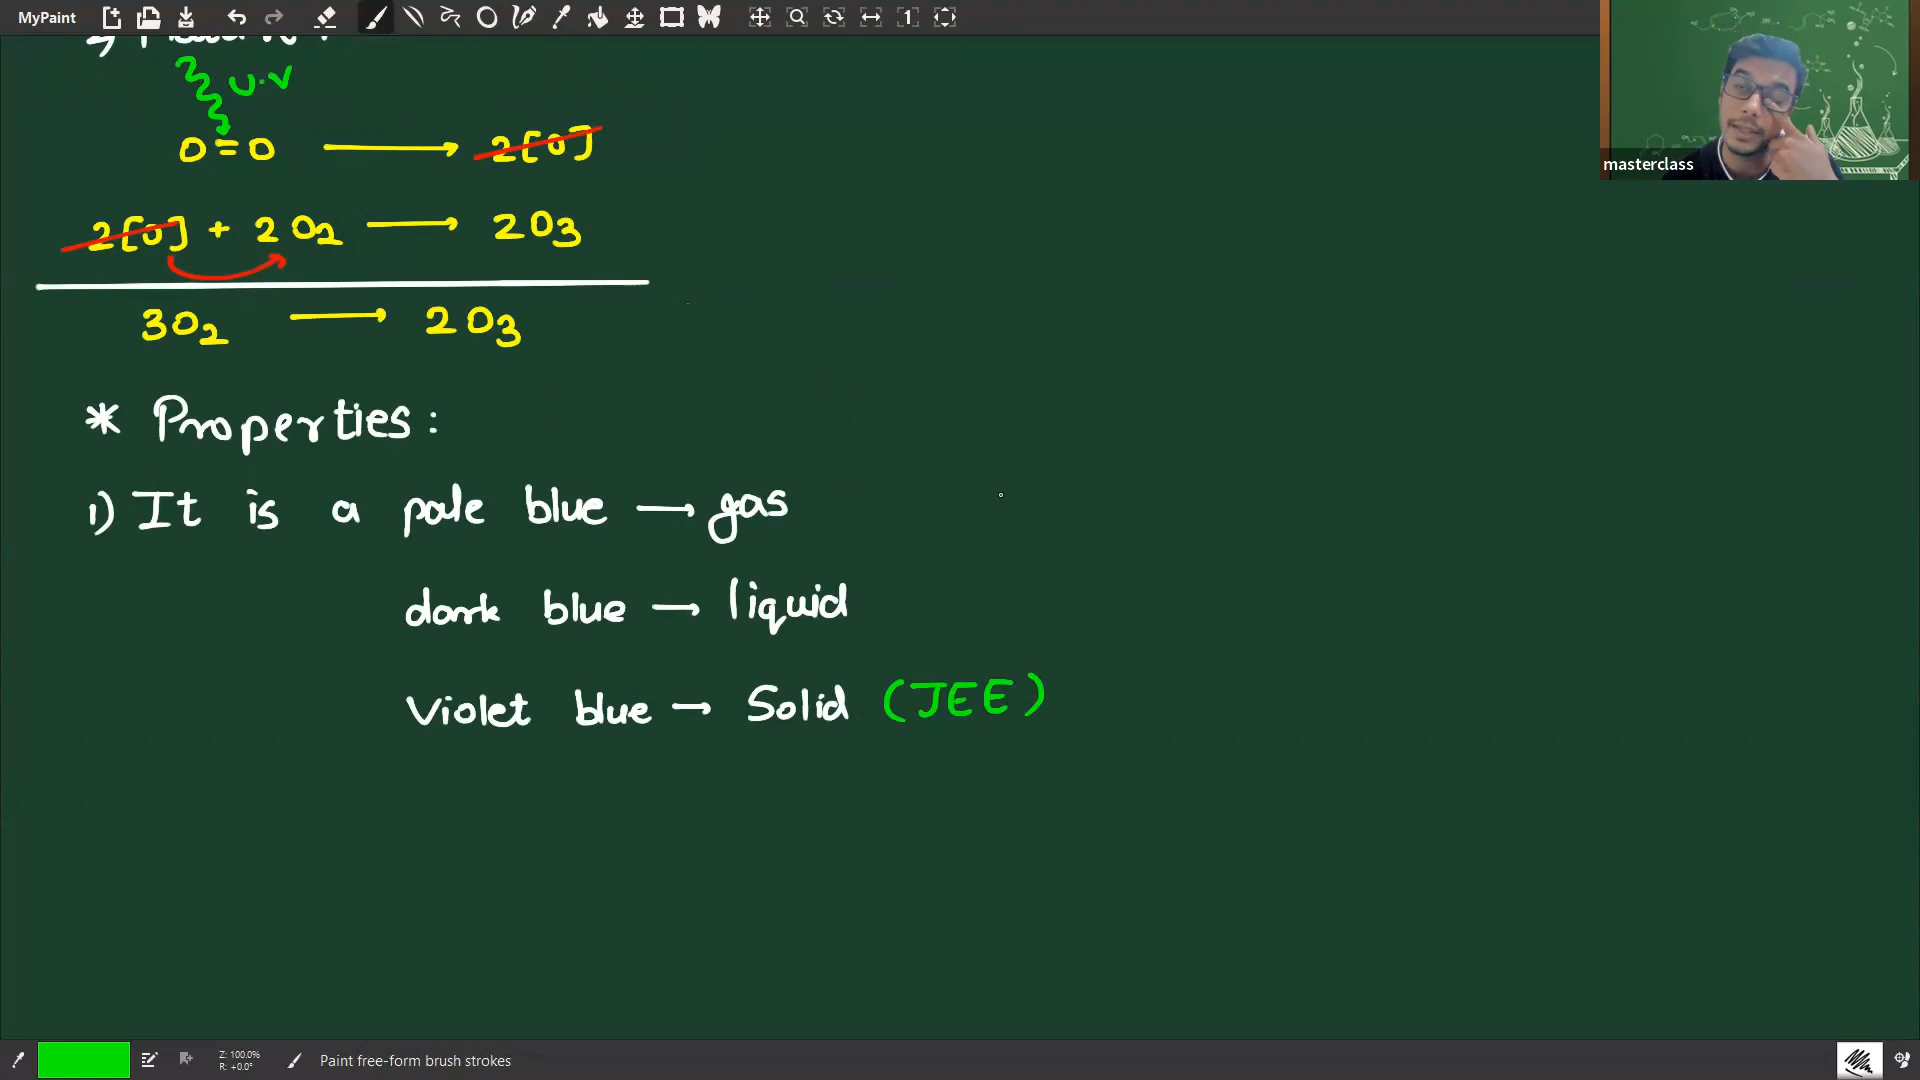 MyPaint
masterclass
U.V
O=O ⟶ 2[O]
2[O] + 2O₂ ⟶ 2O₃
3O₂ ⟶ 2O₃
* Properties:
1) It is a pale blue → gas
dark blue → liquid
Violet blue → Solid (JEE)
Z: 100.0%
R: +0.0°
Paint free-form brush strokes